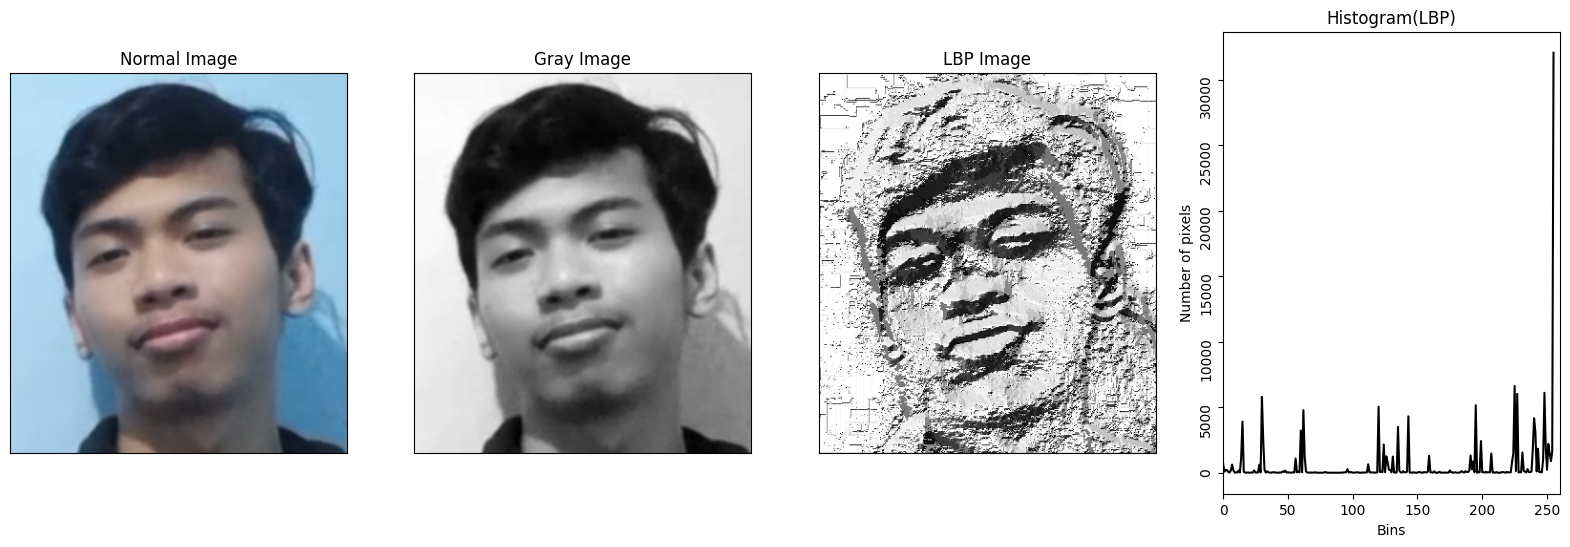 Normal Image
Gray Image
LBP Image
Histogram(LBP)
Number of pixels
30000
25000
20000
15000
10000
5000
0
0 50 100 150 200 250
Bins